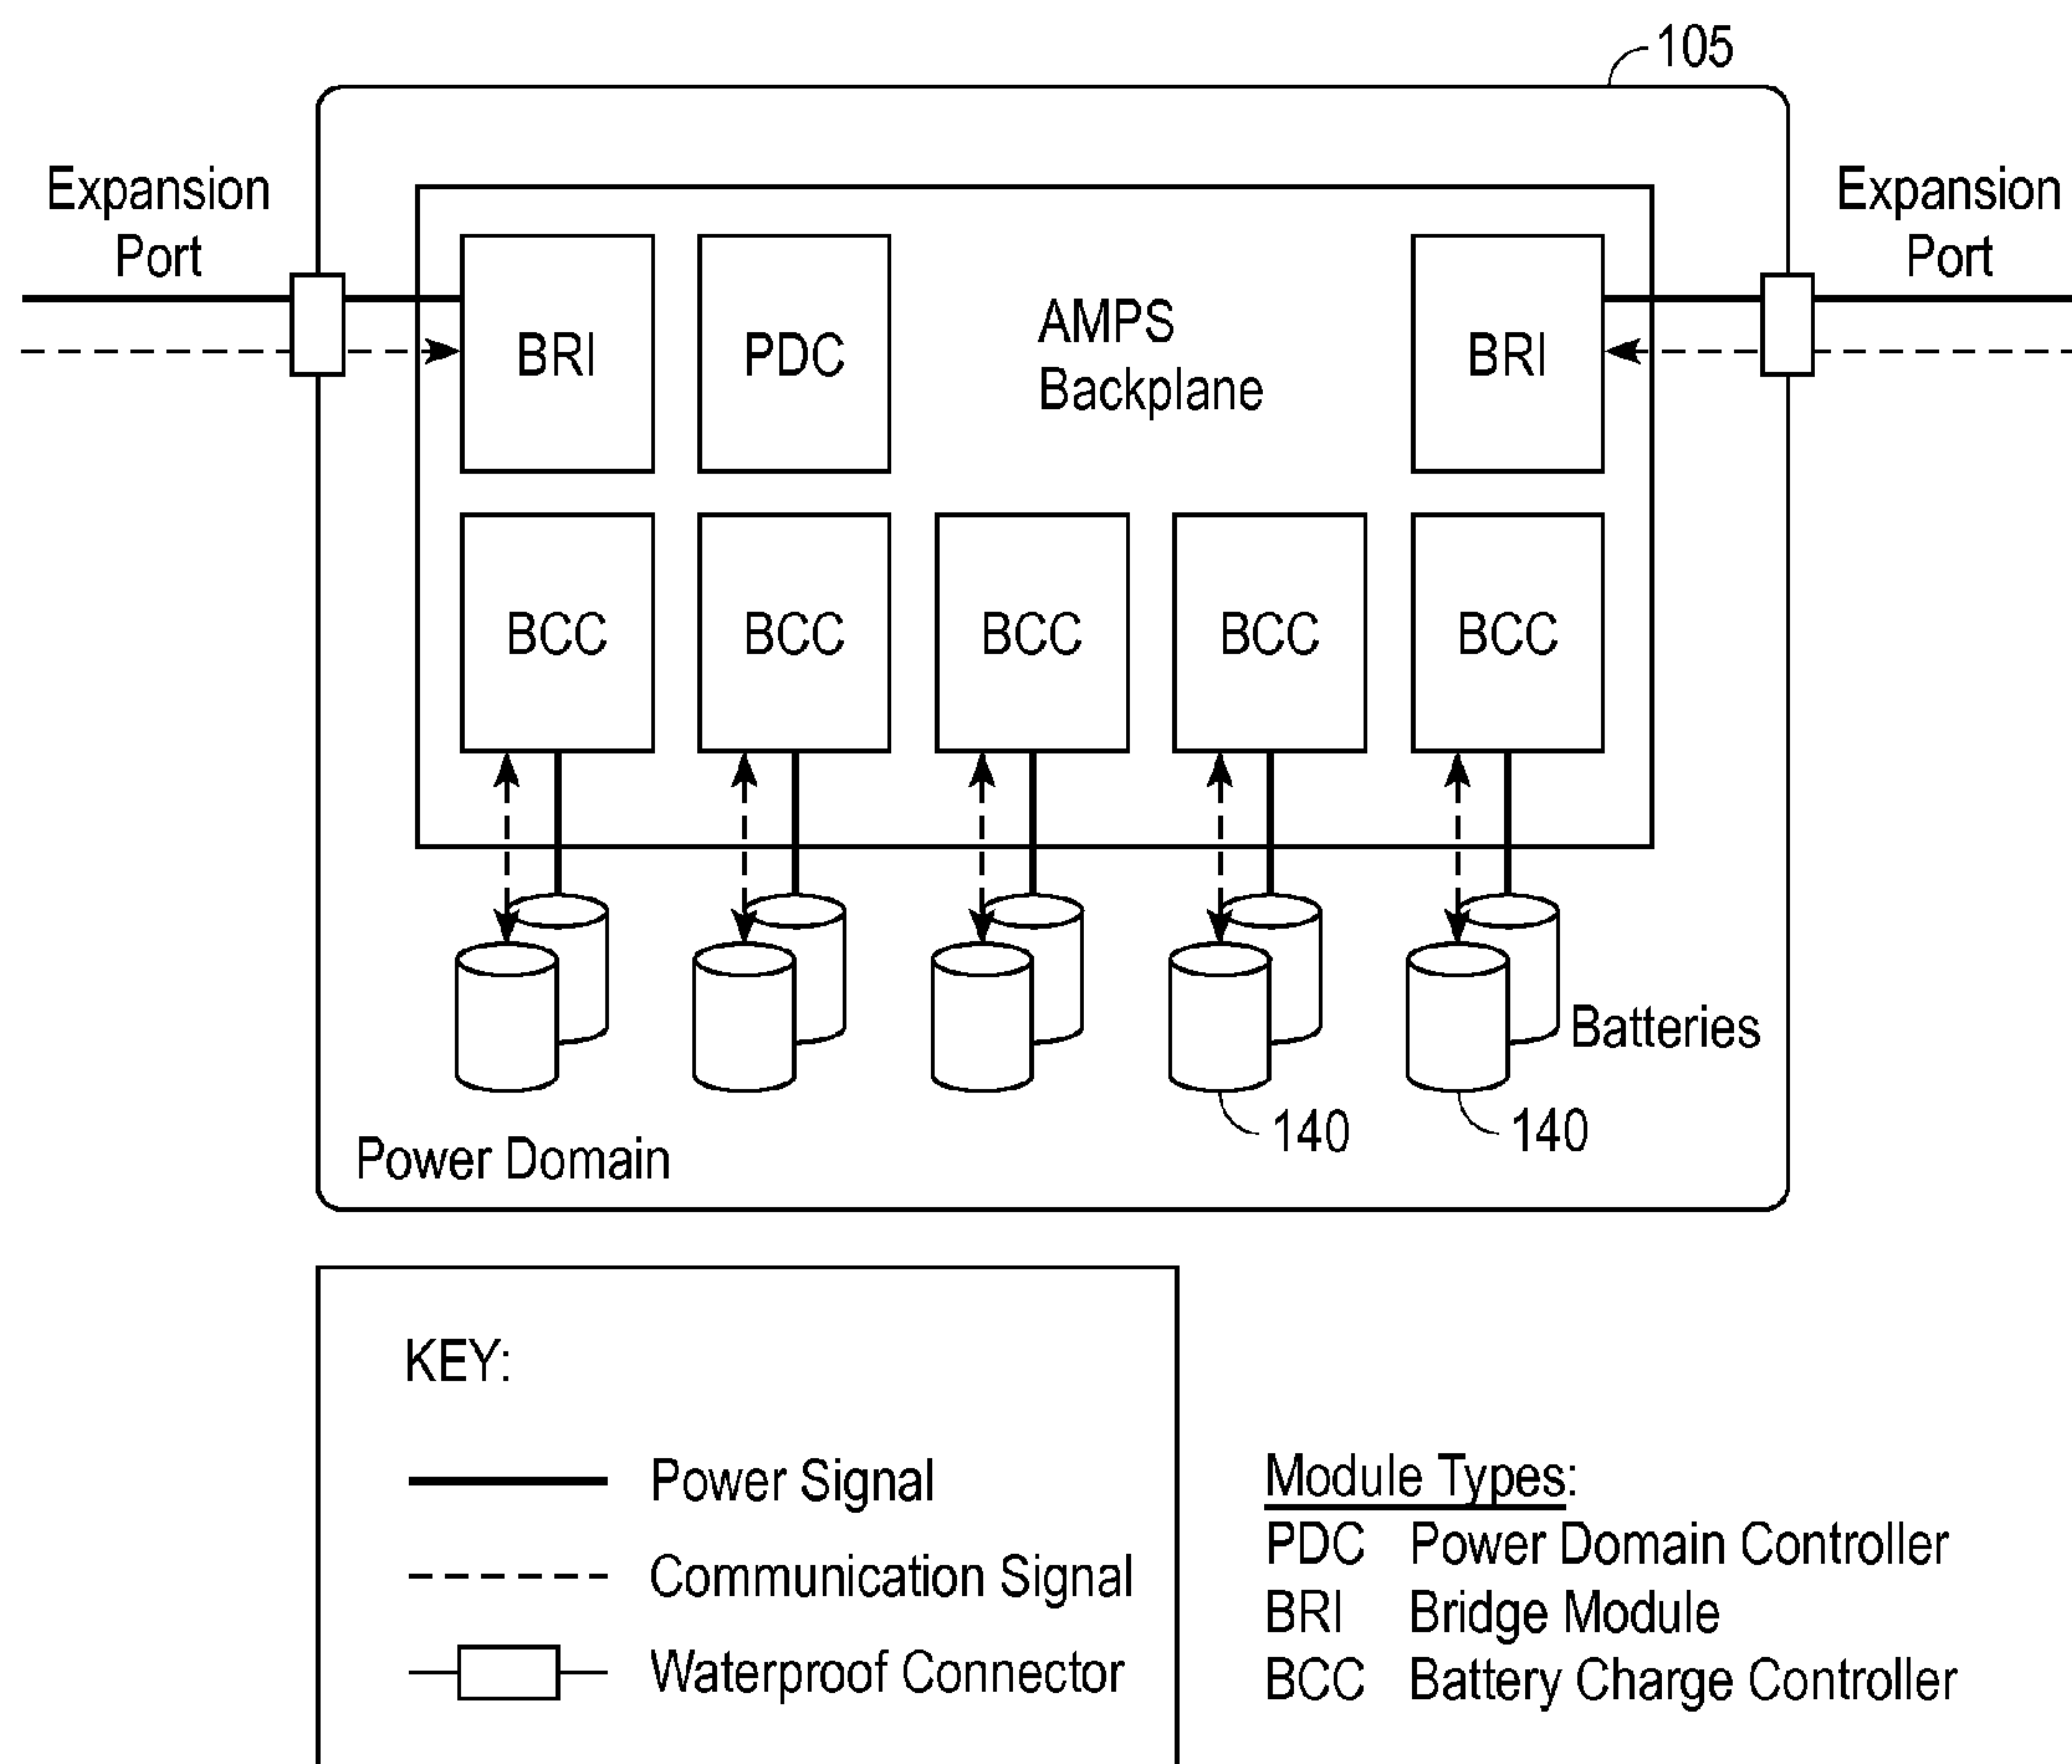 105
Expansion
Port
Expansion
Port
BRI
PDC
AMPS
Backplane
BRI
BCC
BCC
BCC
BCC
BCC
Batteries
140
140
Power Domain
KEY:
Power Signal
Communication Signal
Waterproof Connector
Module Types:
PDC Power Domain Controller
BRI Bridge Module
BCC Battery Charge Controller